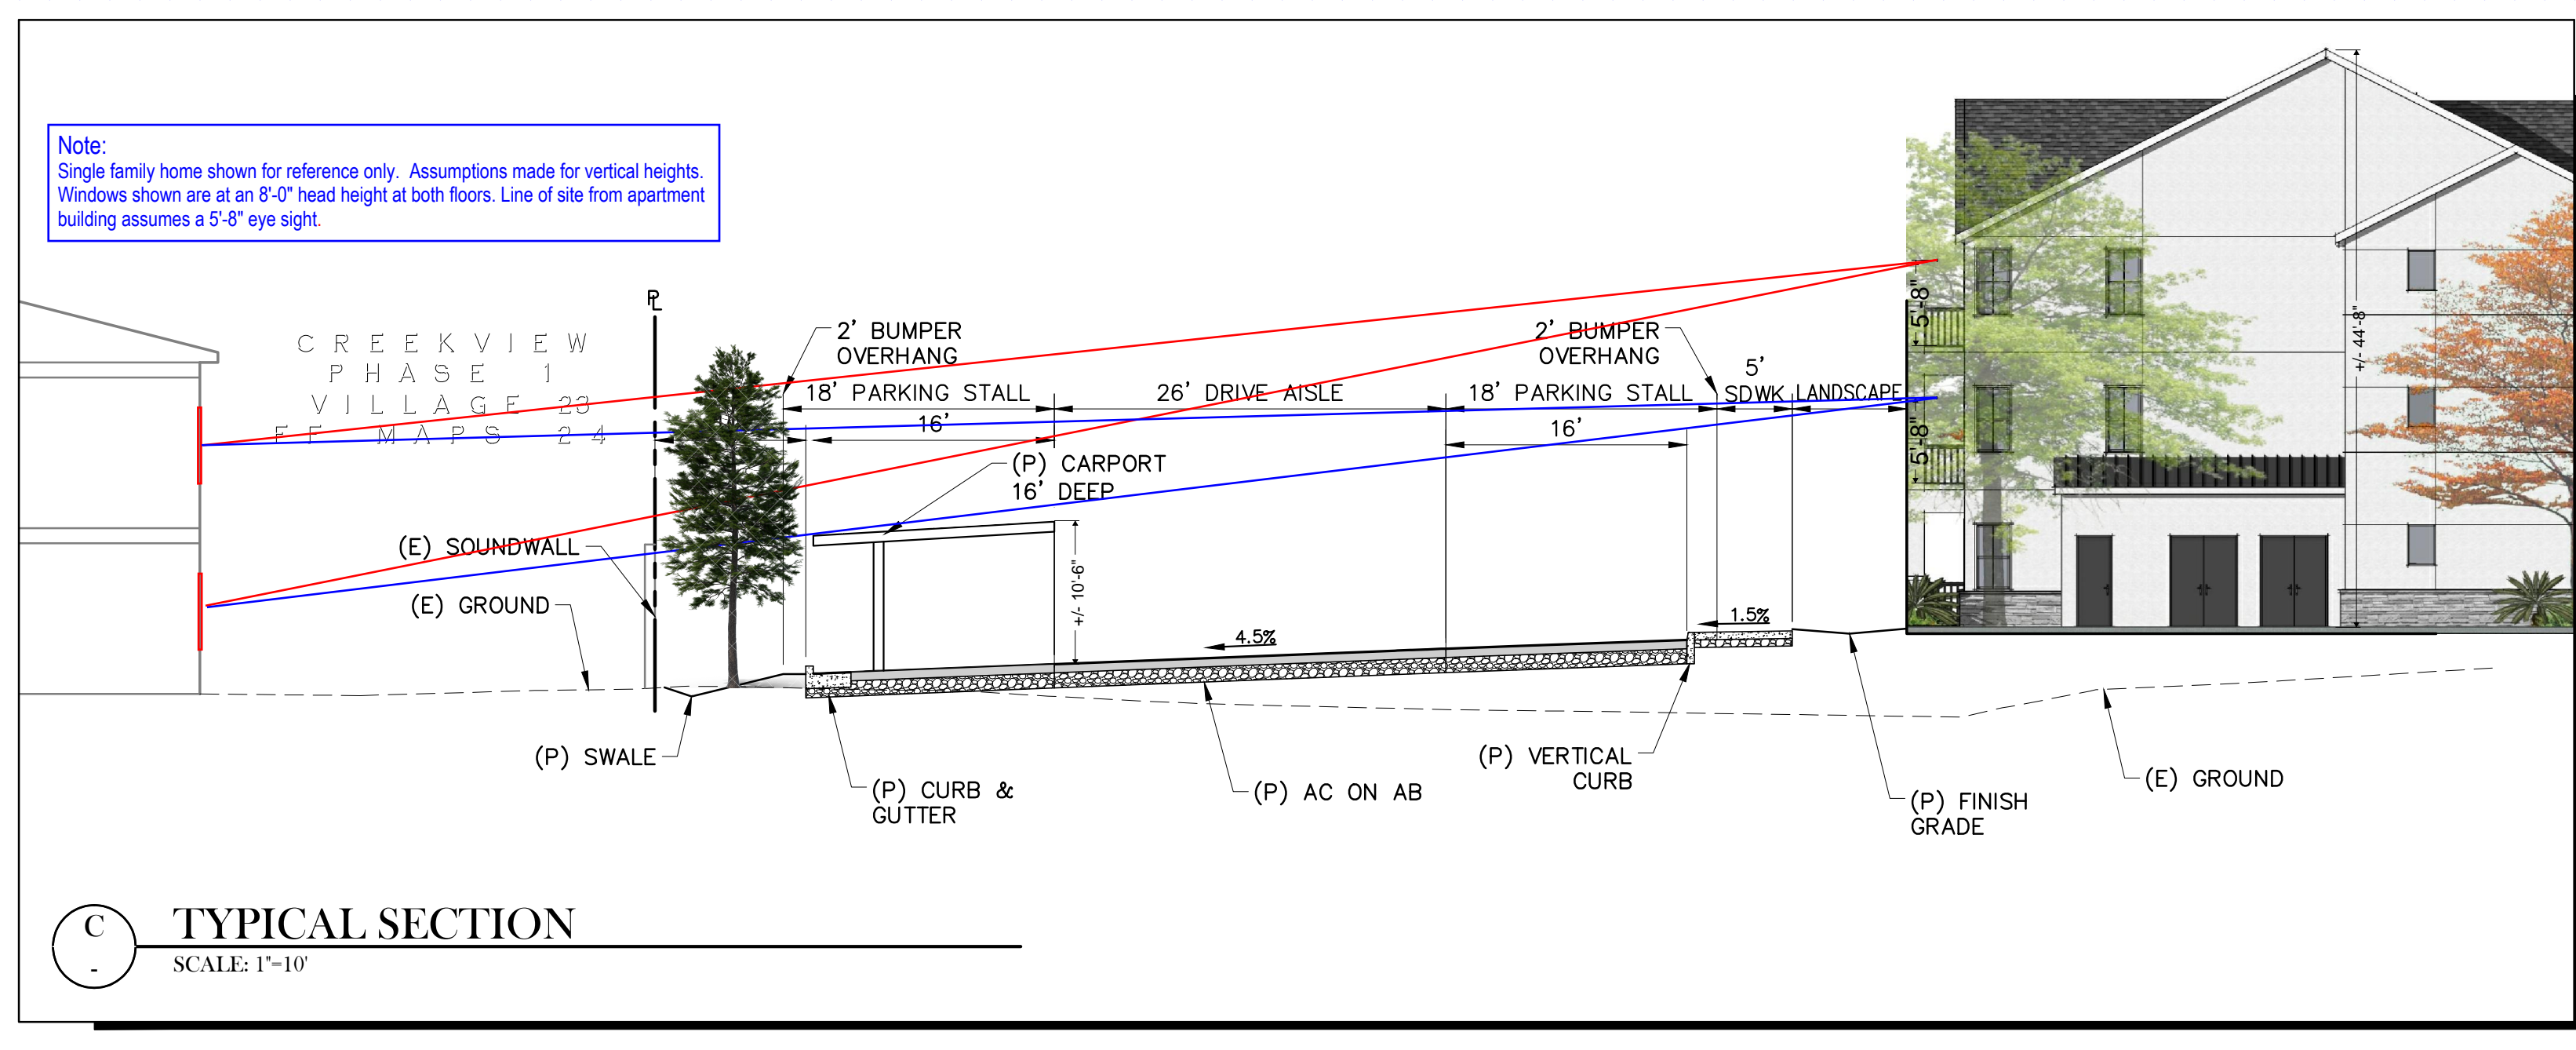 Note:
Single family home shown for reference only. Assumptions made for vertical heights.
Windows shown are at an 8'-0" head height at both floors. Line of site from apartment
building assumes a 5'-8" eye sight.
CREEKVIEW
PHASE 1
VILLAGE 23
FF MAPS 24
PL
2' BUMPER
OVERHANG
2' BUMPER
OVERHANG
18' PARKING STALL
26' DRIVE AISLE
18' PARKING STALL
5'
SDWK
LANDSCAPE
16'
16'
5'-8"
5'-8"
+/- 44'-8"
(P) CARPORT
16' DEEP
+/- 10'-6"
(E) SOUNDWALL
(E) GROUND
4.5%
1.5%
(P) SWALE
(P) CURB &
GUTTER
(P) AC ON AB
(P) VERTICAL
CURB
(P) FINISH
GRADE
(E) GROUND
C
-
TYPICAL SECTION
SCALE: 1"=10'